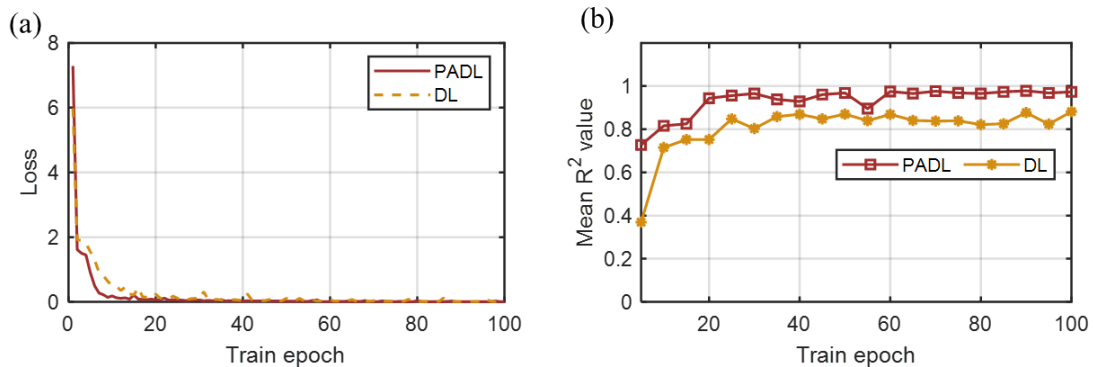 (a)
8
6
4
2
0
Loss
PADL
DL
0 20 40 60 80 100
Train epoch
(b)
1
0.8
0.6
0.4
0.2
0
Mean R² value
PADL DL
20 40 60 80 100
Train epoch